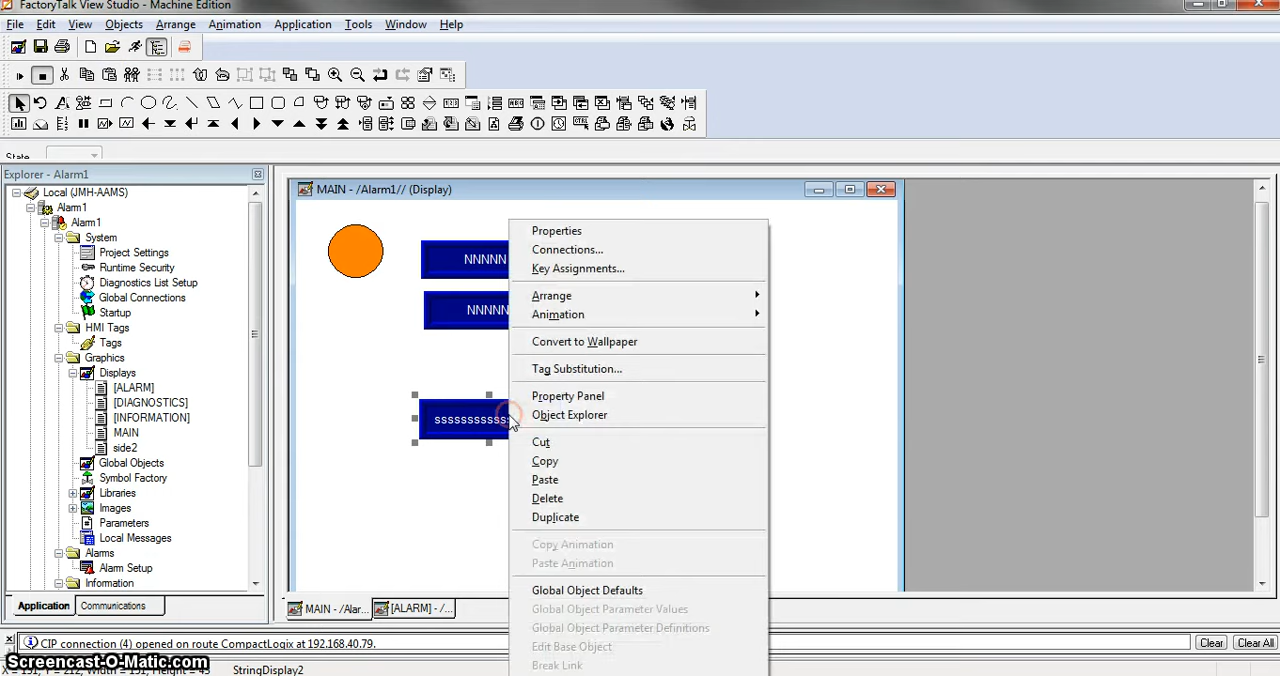 FactoryTalk View Studio - Machine Edition
File Edit View Objects Arrange Animation Application Tools Window Help
Explorer - Alarm1
Local (JMH-AAMS)
Alarm1
Alarm1
System
Project Settings
Runtime Security
Diagnostics List Setup
Global Connections
Startup
HMI Tags
Tags
Graphics
Displays
[ALARM]
[DIAGNOSTICS]
[INFORMATION]
MAIN
side2
Global Objects
Symbol Factory
Libraries
Images
Parameters
Local Messages
Alarms
Alarm Setup
Information
Application Communications
MAIN - /Alarm1// (Display)
NNNNN
NNNNN
ssssssssssss
Properties
Connections...
Key Assignments...
Arrange
Animation
Convert to Wallpaper
Tag Substitution...
Property Panel
Object Explorer
Cut
Copy
Paste
Delete
Duplicate
Copy Animation
Paste Animation
Global Object Defaults
Global Object Parameter Values
Global Object Parameter Definitions
Edit Base Object
Break Link
MAIN - /Alar... [ALARM] - /...
CIP connection (4) opened on route CompactLogix at 192.168.40.79.
Clear Clear All
Screencast-O-Matic.com
StringDisplay2